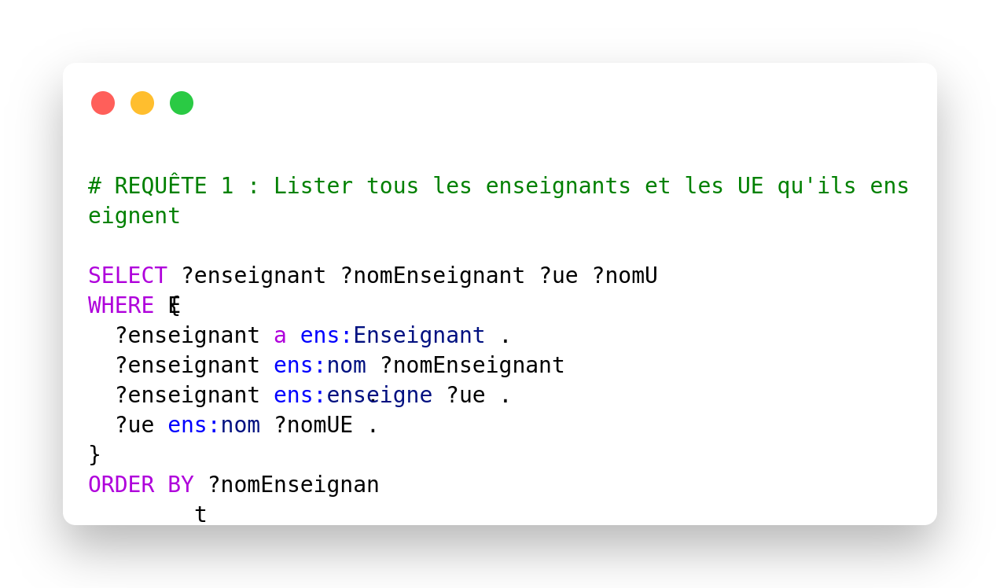 # REQUÊTE 1 : Lister tous les enseignants et les UE qu'ils ens
eignent
SELECT ?enseignant ?nomEnseignant ?ue ?nomU
WHERE E{
?enseignant a ens:Enseignant .
?enseignant ens:nom ?nomEnseignant
?enseignant ens:enseigne ?ue .
?ue ens:nom ?nomUE .
}
ORDER BY ?nomEnseignan
t